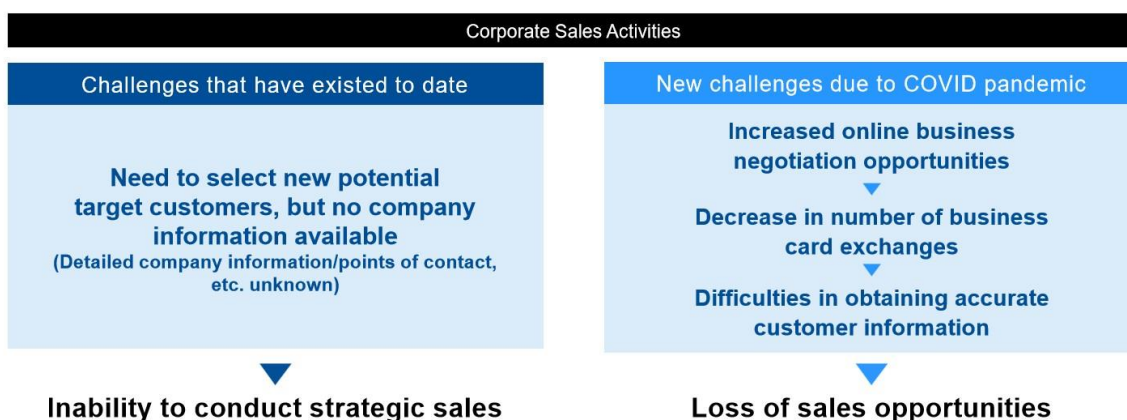 Corporate Sales Activities
Challenges that have existed to date
Need to select new potential
target customers, but no company
information available
(Detailed company information/points of contact,
etc. unknown)
Inability to conduct strategic sales
New challenges due to COVID pandemic
Increased online business
negotiation opportunities
Decrease in number of business
card exchanges
Difficulties in obtaining accurate
customer information
Loss of sales opportunities